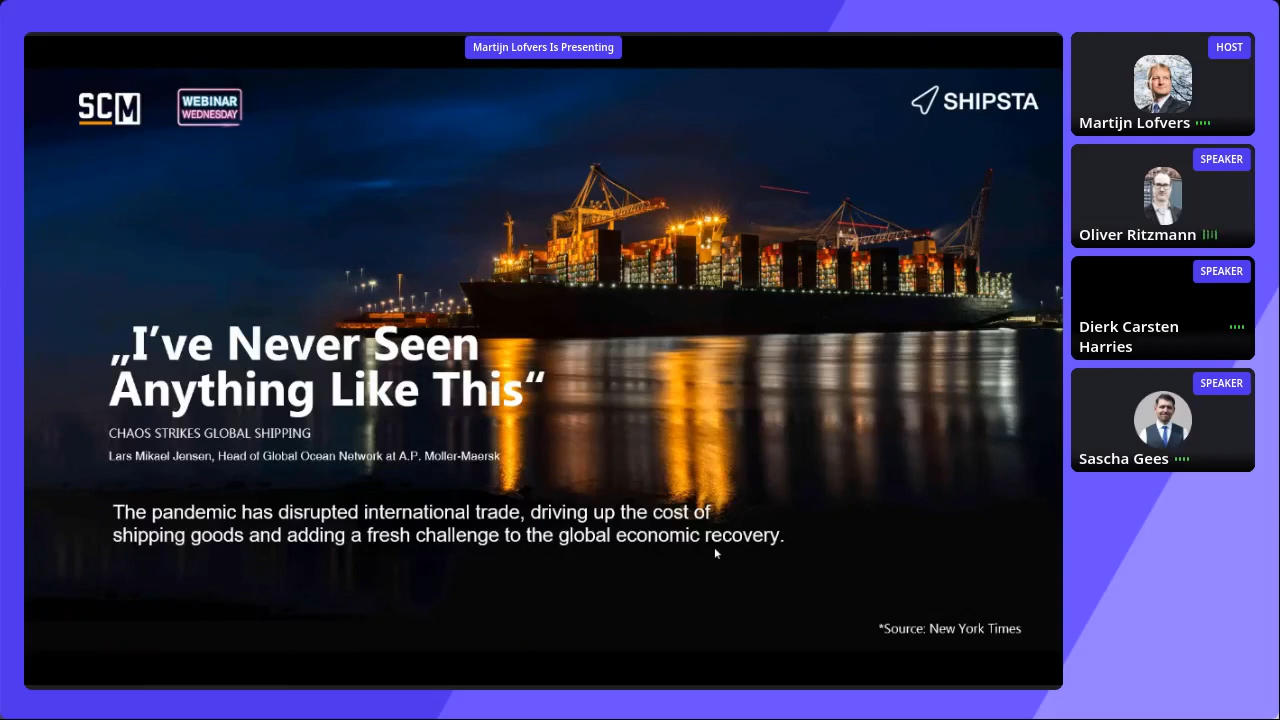 Martijn Lofvers Is Presenting
SCM
WEBINAR
WEDNESDAY
SHIPSTA
„I’ve Never Seen
Anything Like This“
CHAOS STRIKES GLOBAL SHIPPING
Lars Mikael Jensen, Head of Global Ocean Network at A.P. Moller-Maersk
The pandemic has disrupted international trade, driving up the cost of
shipping goods and adding a fresh challenge to the global economic recovery.
*Source: New York Times
HOST
Martijn Lofvers
SPEAKER
Oliver Ritzmann
SPEAKER
Dierk Carsten
Harries
SPEAKER
Sascha Gees